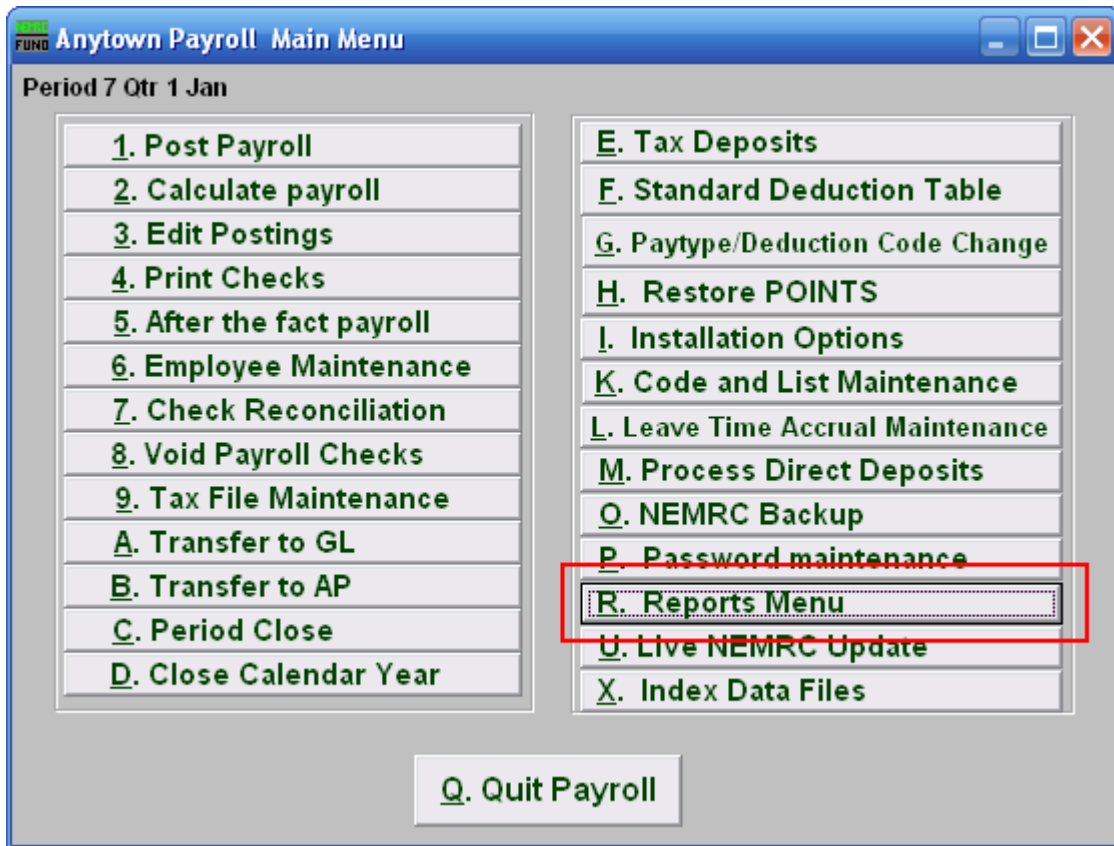 NEMRC
FUND
Anytown Payroll Main Menu
Period 7 Qtr 1 Jan
1. Post Payroll
2. Calculate payroll
3. Edit Postings
4. Print Checks
5. After the fact payroll
6. Employee Maintenance
7. Check Reconciliation
8. Void Payroll Checks
9. Tax File Maintenance
A. Transfer to GL
B. Transfer to AP
C. Period Close
D. Close Calendar Year
E. Tax Deposits
F. Standard Deduction Table
G. Paytype/Deduction Code Change
H. Restore POINTS
I. Installation Options
K. Code and List Maintenance
L. Leave Time Accrual Maintenance
M. Process Direct Deposits
O. NEMRC Backup
P. Password maintenance
R. Reports Menu
U. Live NEMRC Update
X. Index Data Files
Q. Quit Payroll